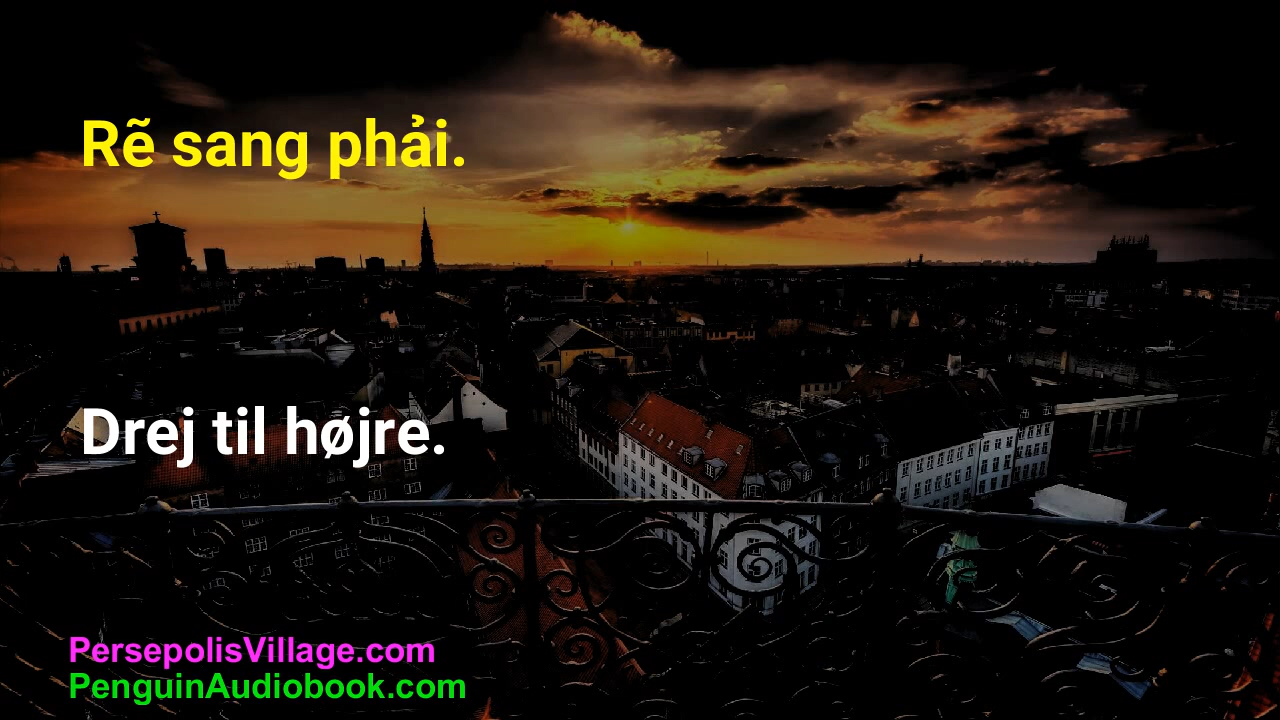 Rẽ sang phải.
Drej til højre.
PersepolisVillage.com
PenguinAudiobook.com